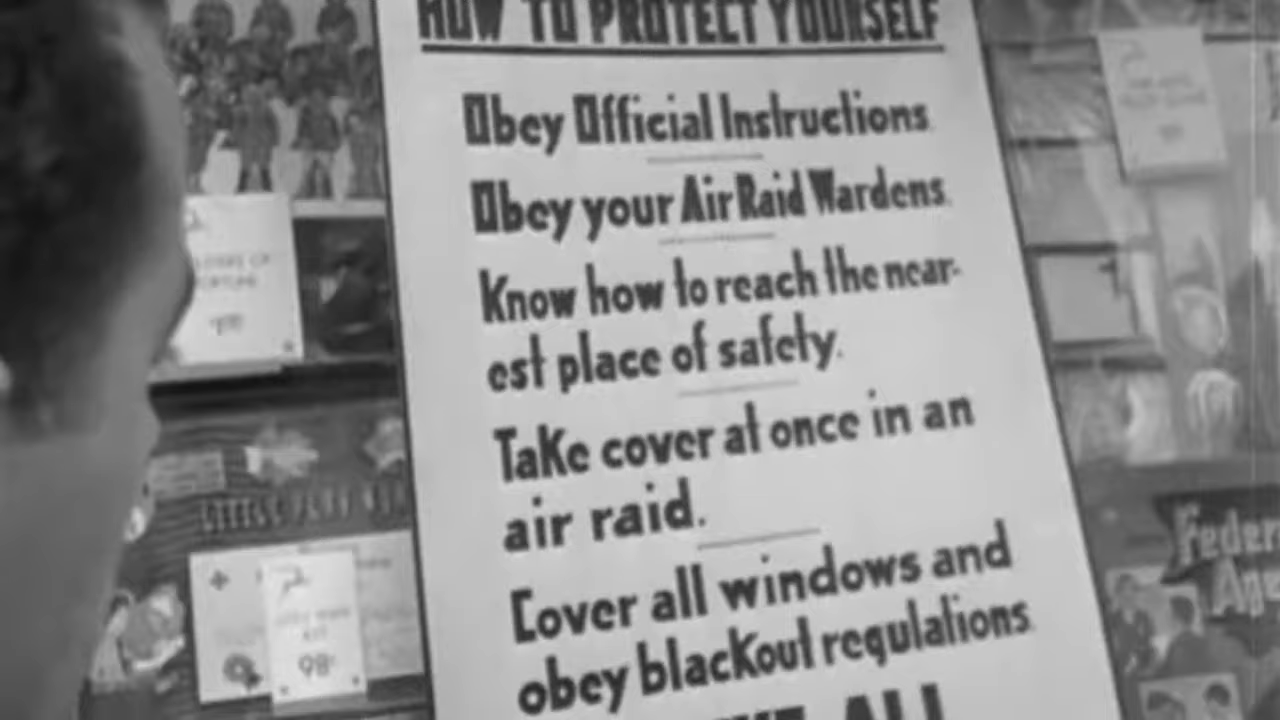 HOW TO PROTECT YOURSELF
Obey Official Instructions.
Obey your Air Raid Wardens.
Know how to reach the near-
est place of safety.
Take cover at once in an
air raid.
Cover all windows and
obey blackout regulations
ALL
98¢